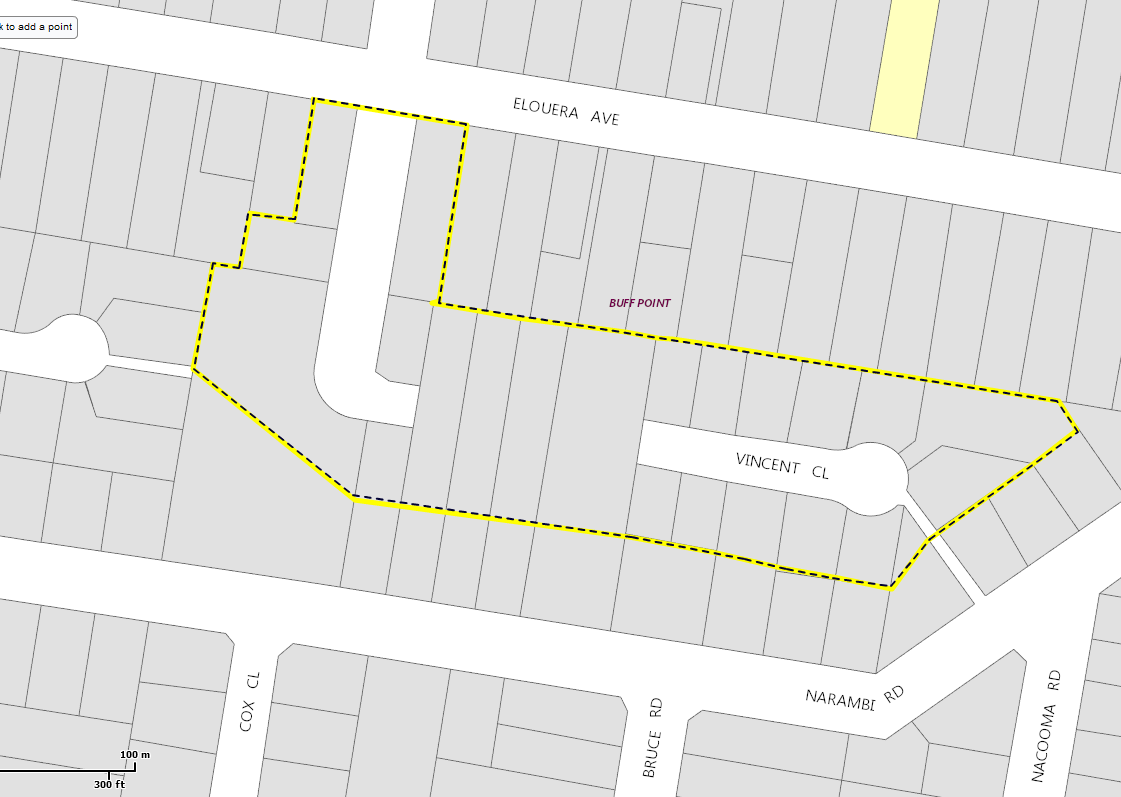 k to add a point
ELOUERA AVE
BUFF POINT
VINCENT CL
NARAMBI RD
COX CL
BRUCE RD
NACOOMA RD
100 m
300 ft